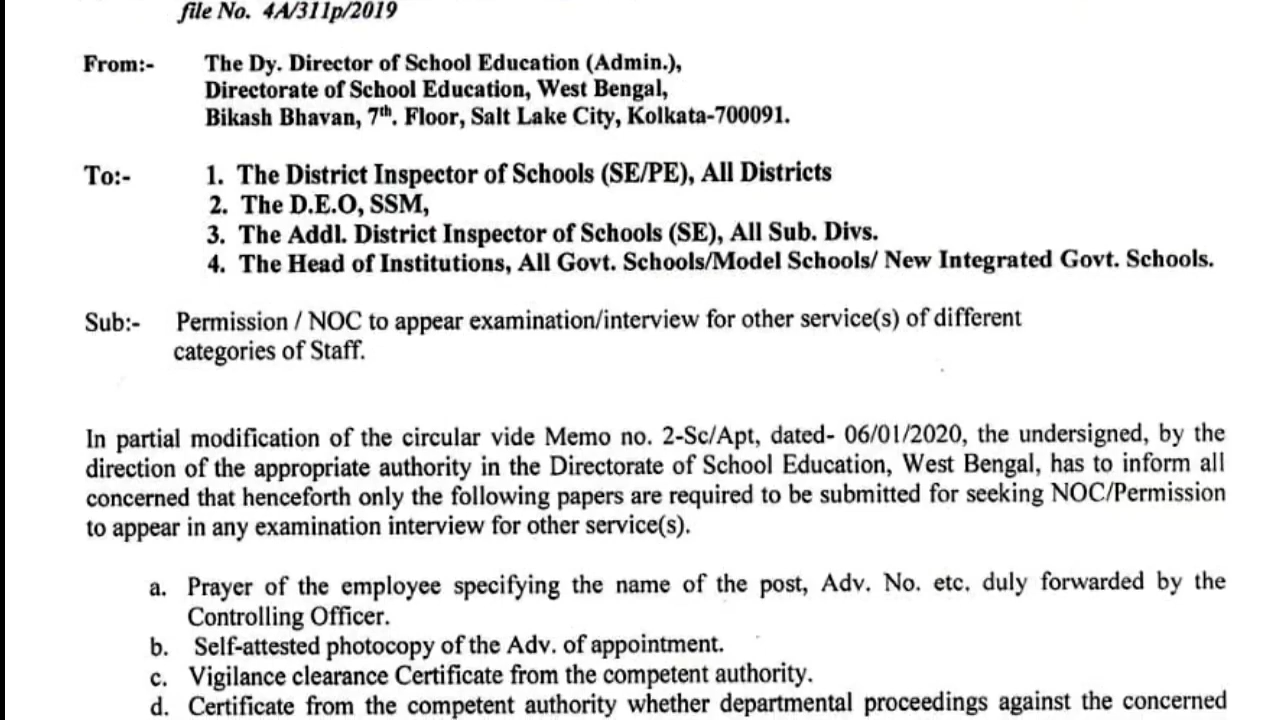 file No. 4A/311p/2019
From:- The Dy. Director of School Education (Admin.),
Directorate of School Education, West Bengal,
Bikash Bhavan, 7th. Floor, Salt Lake City, Kolkata-700091.
To:- 1. The District Inspector of Schools (SE/PE), All Districts
2. The D.E.O, SSM,
3. The Addl. District Inspector of Schools (SE), All Sub. Divs.
4. The Head of Institutions, All Govt. Schools/Model Schools/ New Integrated Govt. Schools.
Sub:- Permission / NOC to appear examination/interview for other service(s) of different
categories of Staff.
In partial modification of the circular vide Memo no. 2-Sc/Apt, dated- 06/01/2020, the undersigned, by the
direction of the appropriate authority in the Directorate of School Education, West Bengal, has to inform all
concerned that henceforth only the following papers are required to be submitted for seeking NOC/Permission
to appear in any examination interview for other service(s).
a. Prayer of the employee specifying the name of the post, Adv. No. etc. duly forwarded by the
Controlling Officer.
b. Self-attested photocopy of the Adv. of appointment.
c. Vigilance clearance Certificate from the competent authority.
d. Certificate from the competent authority whether departmental proceedings against the concerned